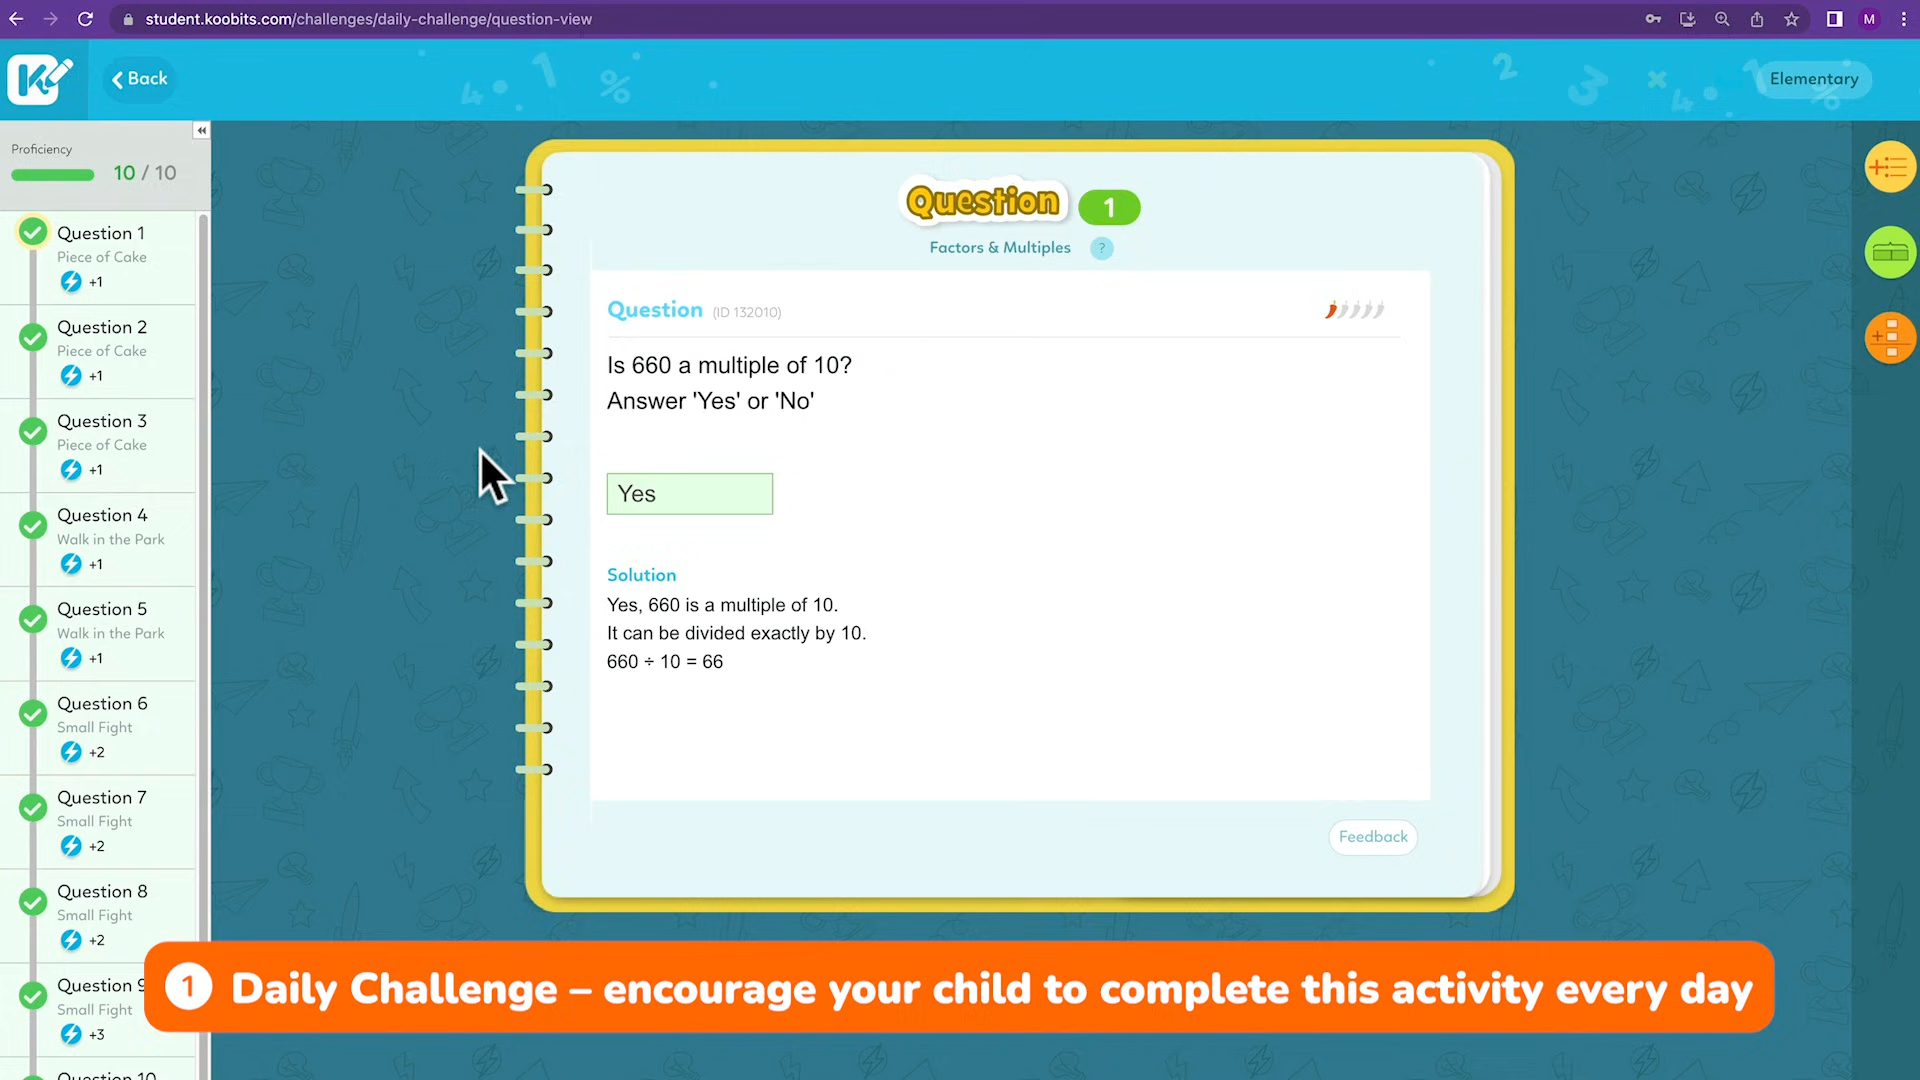 student.koobits.com/challenges/daily-challenge/question-view
M
K
Back
Elementary
Proficiency
10 / 10
Question 1
Piece of Cake
+1
Question 2
Piece of Cake
+1
Question 3
Piece of Cake
+1
Question 4
Walk in the Park
+1
Question 5
Walk in the Park
+1
Question 6
Small Fight
+2
Question 7
Small Fight
+2
Question 8
Small Fight
+2
Question 9
Small Fight
+3
Question 10
Question 1
Factors & Multiples ?
Question (ID 132010)
Is 660 a multiple of 10?
Answer 'Yes' or 'No'
Yes
Solution
Yes, 660 is a multiple of 10.
It can be divided exactly by 10.
660 ÷ 10 = 66
Feedback
1 Daily Challenge – encourage your child to complete this activity every day